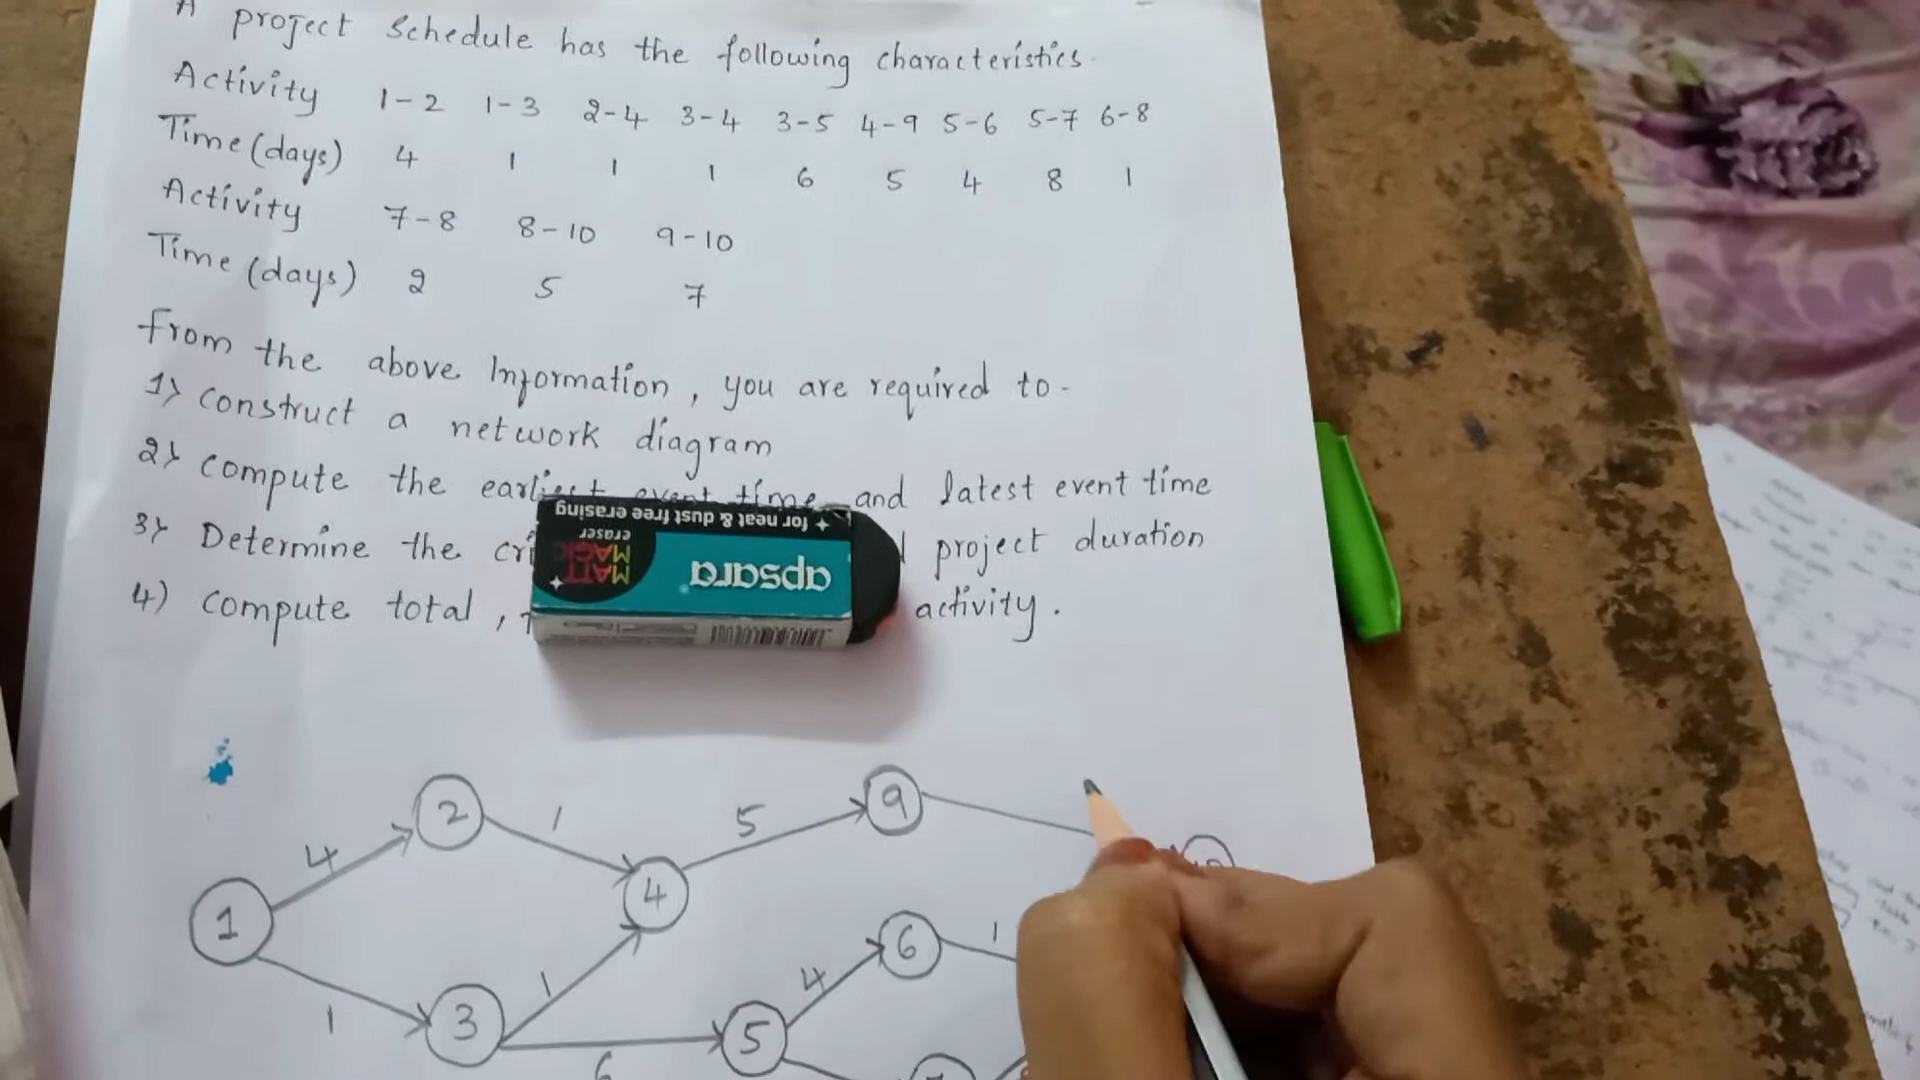 A project schedule has the following characteristics.
Activity 1-2 1-3 2-4 3-4 3-5 4-9 5-6 5-7 6-8
Time (days) 4 1 1 1 6 5 4 8 1
Activity 7-8 8-10 9-10
Time (days) 2 5 7
From the above Information, you are required to -
1) construct a network diagram
2) compute the earliest event time and latest event time
3) Determine the project duration
4) compute total, activity.
+ for neat & dust free erasing
MATT MAGIC eraser
apsara
2 1 5 9
4 4
1 6 1
1 3 1 4
5
6